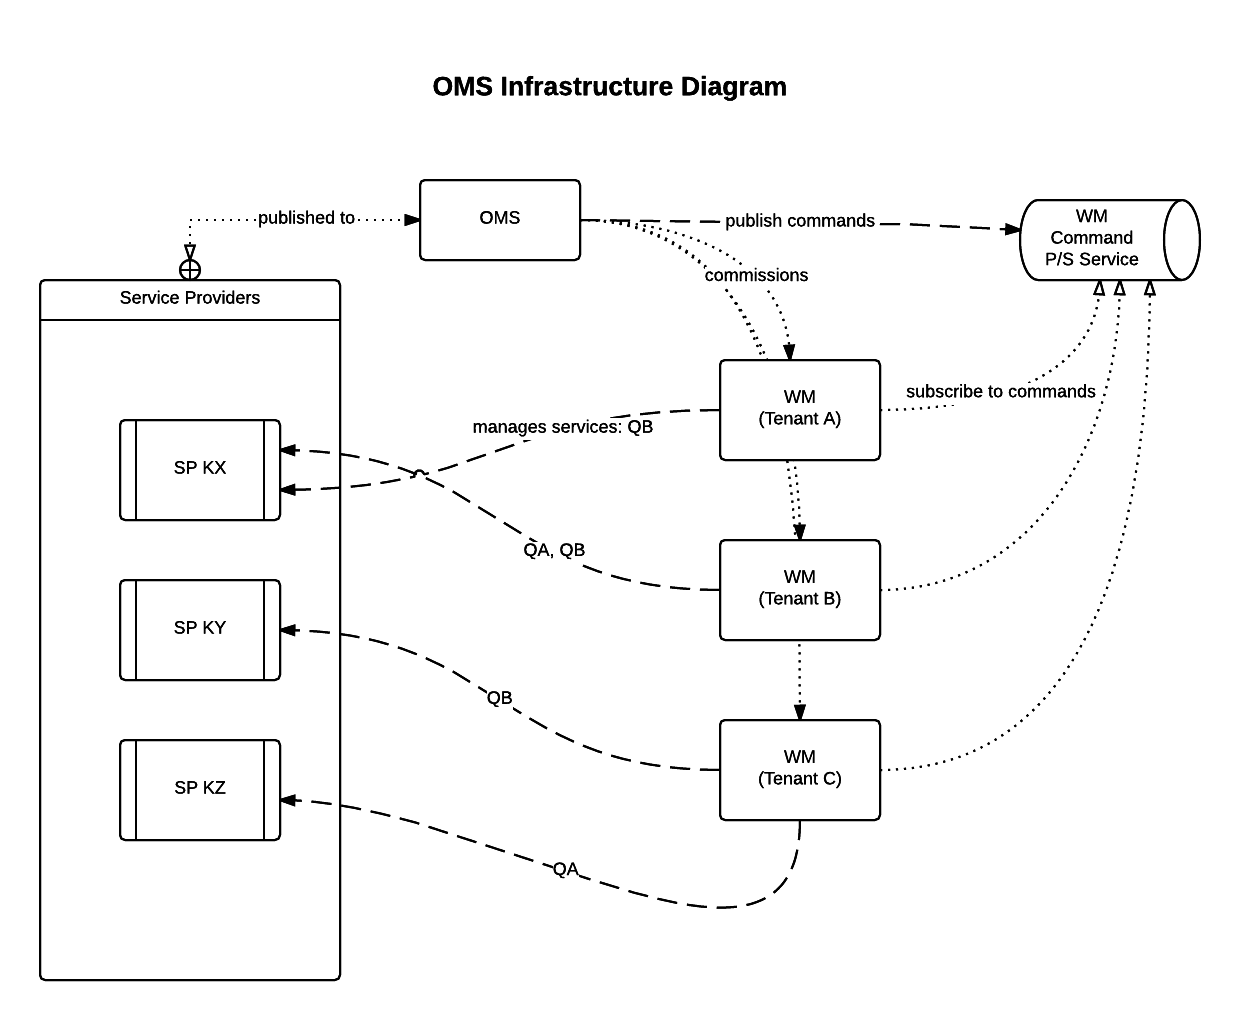 OMS Infrastructure Diagram
published to
OMS
publish commands
WM
Command
P/S Service
commissions
Service Providers
WM
(Tenant A)
subscribe to commands
manages services: QB
SP KX
QA, QB
WM
(Tenant B)
SP KY
QB
WM
(Tenant C)
SP KZ
QA